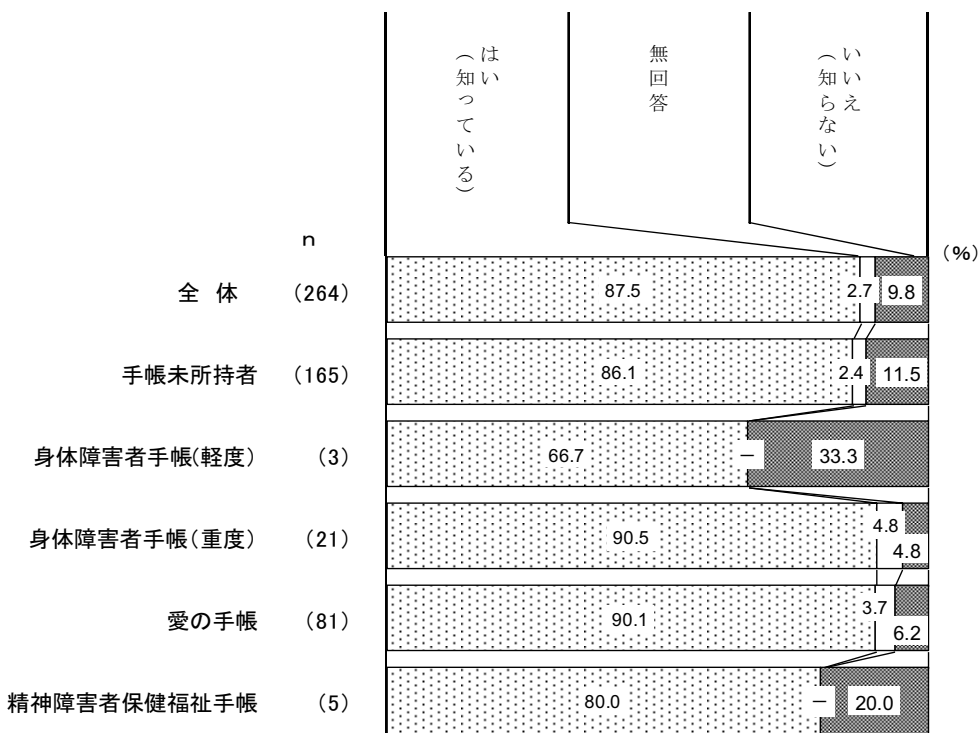 はい
（知っている）
無回答
いいえ
（知らない）
n
(%)
全 体 (264) 87.5 2.7 9.8
手帳未所持者 (165) 86.1 2.4 11.5
身体障害者手帳(軽度) (3) 66.7 － 33.3
身体障害者手帳(重度) (21) 90.5 4.8 4.8
愛の手帳 (81) 90.1 3.7 6.2
精神障害者保健福祉手帳 (5) 80.0 － 20.0